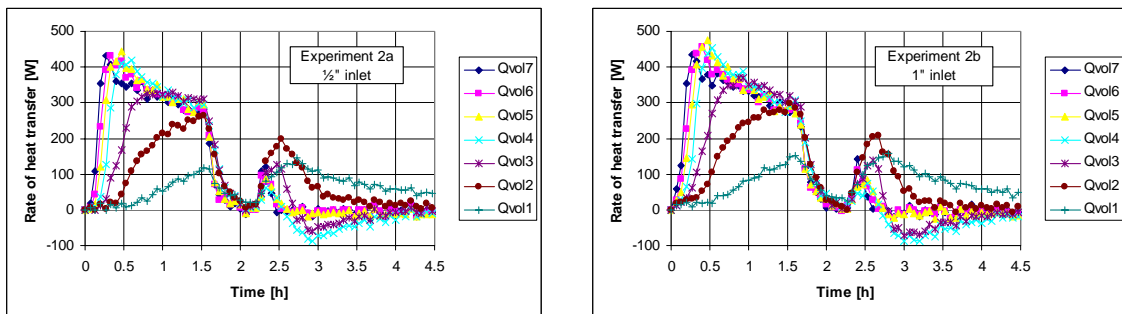 500
400
300
200
100
0
-100
Rate of heat transfer [W]
0 0.5 1 1.5 2 2.5 3 3.5 4 4.5
Time [h]
Experiment 2a
½" inlet
Qvol7
Qvol6
Qvol5
Qvol4
Qvol3
Qvol2
Qvol1
500
400
300
200
100
0
-100
Rate of heat transfer [W]
0 0.5 1 1.5 2 2.5 3 3.5 4 4.5
Time [h]
Experiment 2b
1" inlet
Qvol7
Qvol6
Qvol5
Qvol4
Qvol3
Qvol2
Qvol1